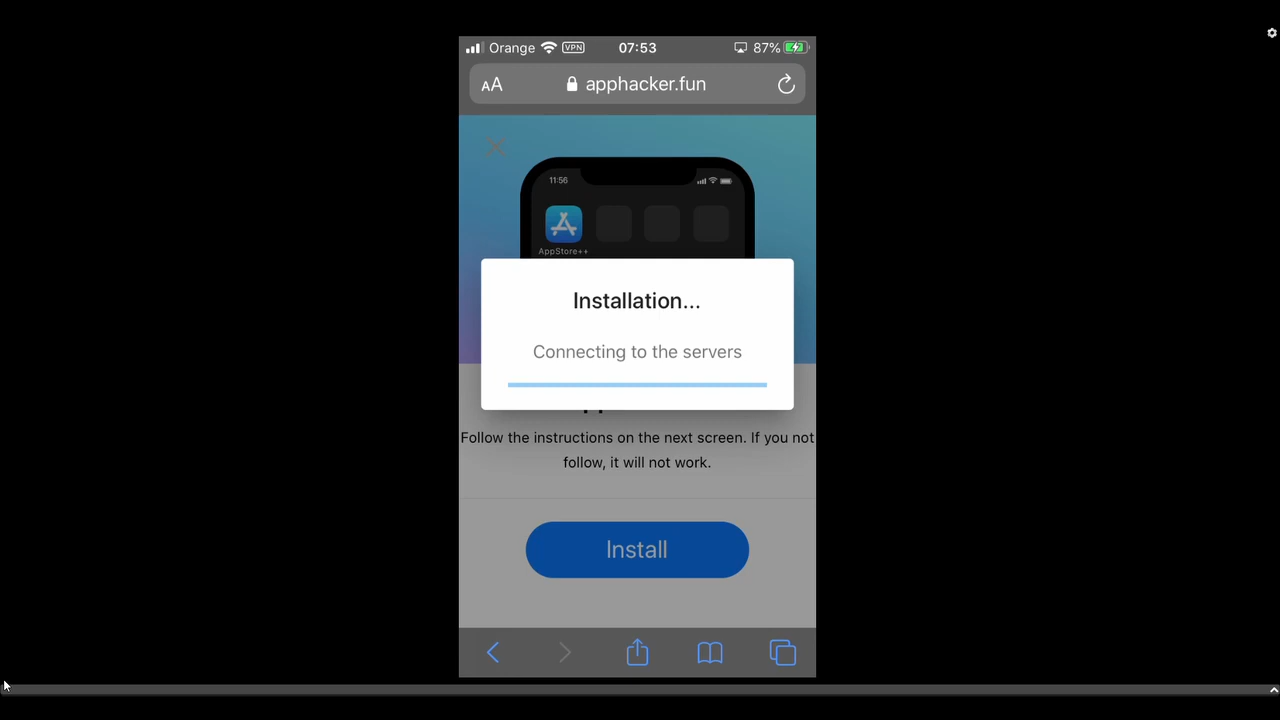 Orange VPN 07:53 87%
AA apphacker.fun
11:56
AppStore++
Installation...
Connecting to the servers
Follow the instructions on the next screen. If you not
follow, it will not work.
Install